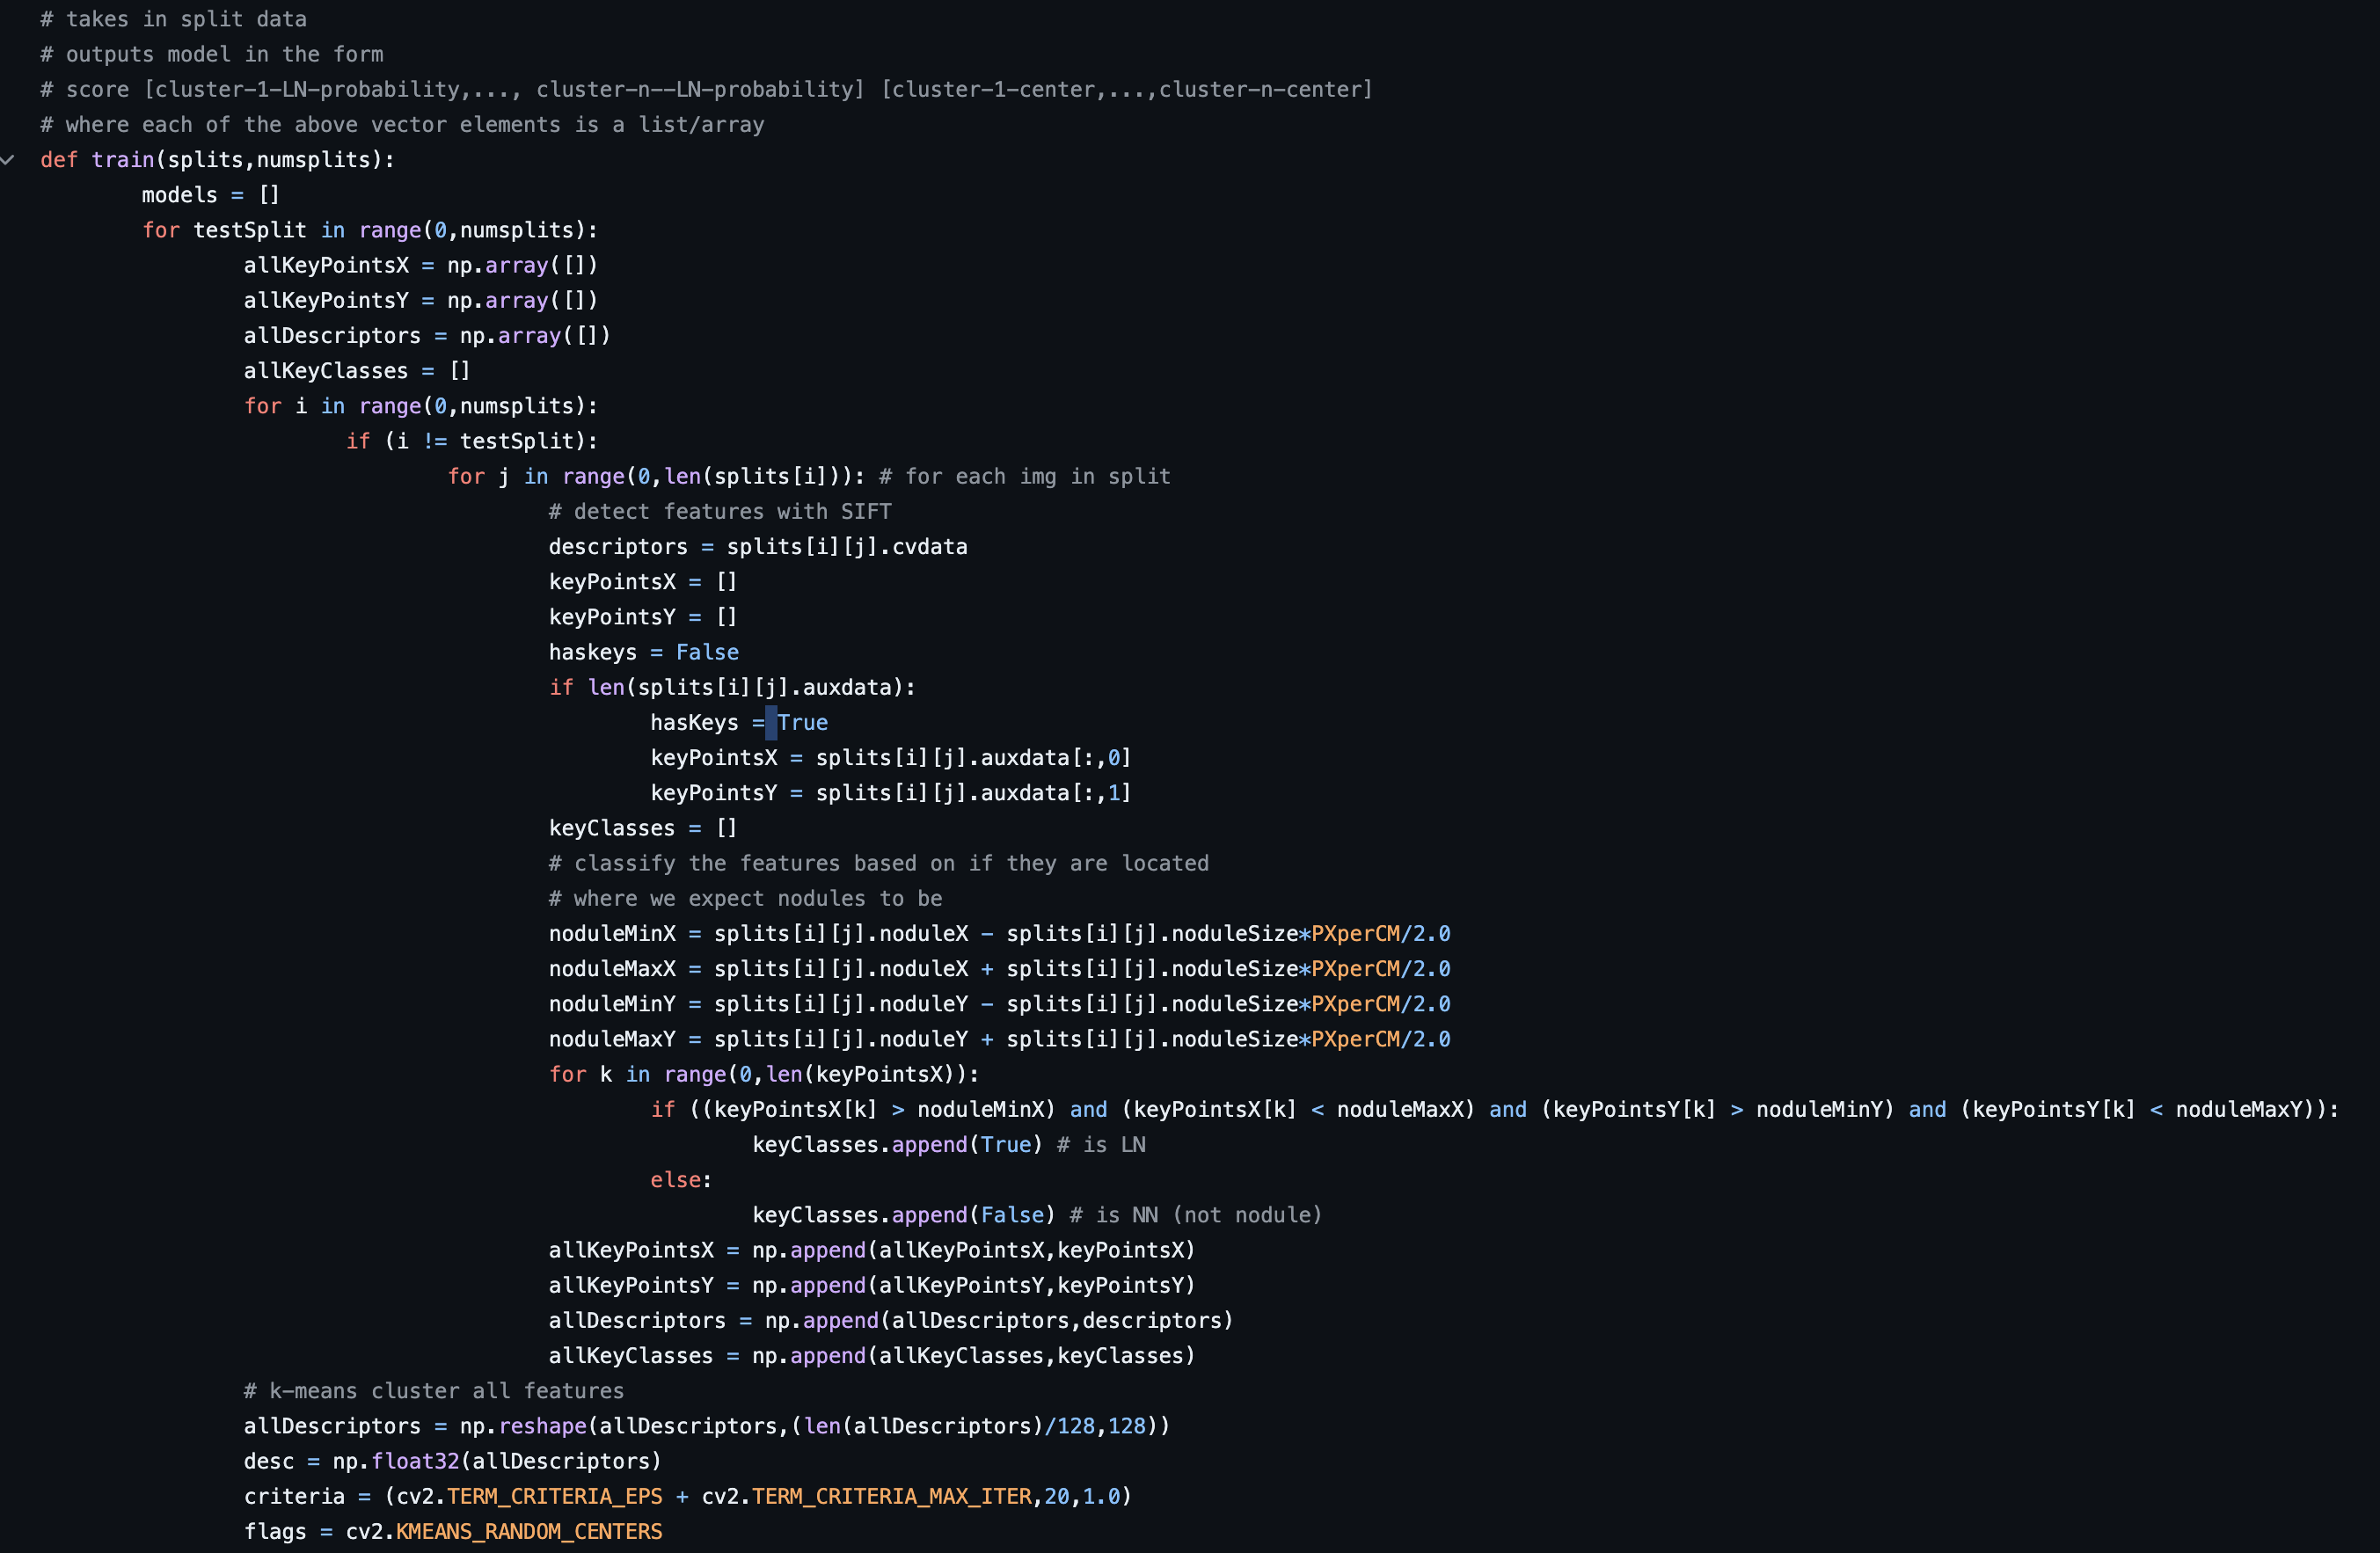 # takes in split data
# outputs model in the form
# score [cluster-1-LN-probability,..., cluster-n--LN-probability] [cluster-1-center,...,cluster-n-center]
# where each of the above vector elements is a list/array
def train(splits,numsplits):
        models = []
        for testSplit in range(0,numsplits):
                allKeyPointsX = np.array([])
                allKeyPointsY = np.array([])
                allDescriptors = np.array([])
                allKeyClasses = []
                for i in range(0,numsplits):
                        if (i != testSplit):
                                for j in range(0,len(splits[i])): # for each img in split
                                        # detect features with SIFT
                                        descriptors = splits[i][j].cvdata
                                        keyPointsX = []
                                        keyPointsY = []
                                        haskeys = False
                                        if len(splits[i][j].auxdata):
                                                hasKeys = True
                                                keyPointsX = splits[i][j].auxdata[:,0]
                                                keyPointsY = splits[i][j].auxdata[:,1]
                                        keyClasses = []
                                        # classify the features based on if they are located
                                        # where we expect nodules to be
                                        noduleMinX = splits[i][j].noduleX - splits[i][j].noduleSize*PXperCM/2.0
                                        noduleMaxX = splits[i][j].noduleX + splits[i][j].noduleSize*PXperCM/2.0
                                        noduleMinY = splits[i][j].noduleY - splits[i][j].noduleSize*PXperCM/2.0
                                        noduleMaxY = splits[i][j].noduleY + splits[i][j].noduleSize*PXperCM/2.0
                                        for k in range(0,len(keyPointsX)):
                                                if ((keyPointsX[k] > noduleMinX) and (keyPointsX[k] < noduleMaxX) and (keyPointsY[k] > noduleMinY) and (keyPointsY[k] < noduleMaxY)):
                                                        keyClasses.append(True) # is LN
                                                else:
                                                        keyClasses.append(False) # is NN (not nodule)
                                        allKeyPointsX = np.append(allKeyPointsX,keyPointsX)
                                        allKeyPointsY = np.append(allKeyPointsY,keyPointsY)
                                        allDescriptors = np.append(allDescriptors,descriptors)
                                        allKeyClasses = np.append(allKeyClasses,keyClasses)
                # k-means cluster all features
                allDescriptors = np.reshape(allDescriptors,(len(allDescriptors)/128,128))
                desc = np.float32(allDescriptors)
                criteria = (cv2.TERM_CRITERIA_EPS + cv2.TERM_CRITERIA_MAX_ITER,20,1.0)
                flags = cv2.KMEANS_RANDOM_CENTERS